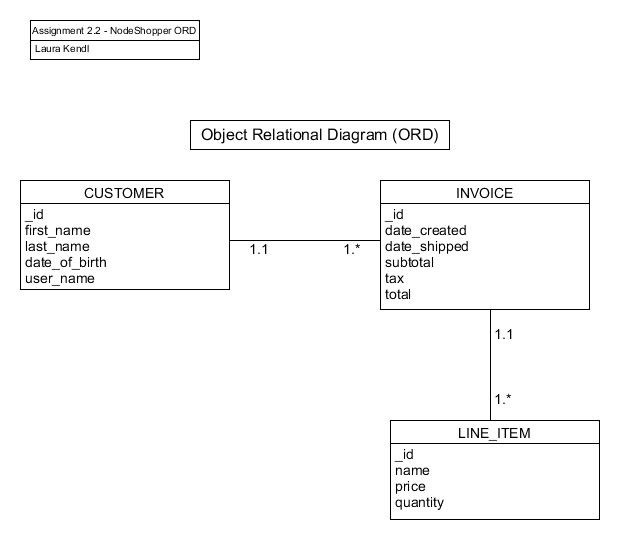 Assignment 2.2 - NodeShopper ORD
Laura Kendl
Object Relational Diagram (ORD)
CUSTOMER
_id
first_name
last_name
date_of_birth
user_name
1.1
1.*
INVOICE
_id
date_created
date_shipped
subtotal
tax
total
1.1
1.*
LINE_ITEM
_id
name
price
quantity